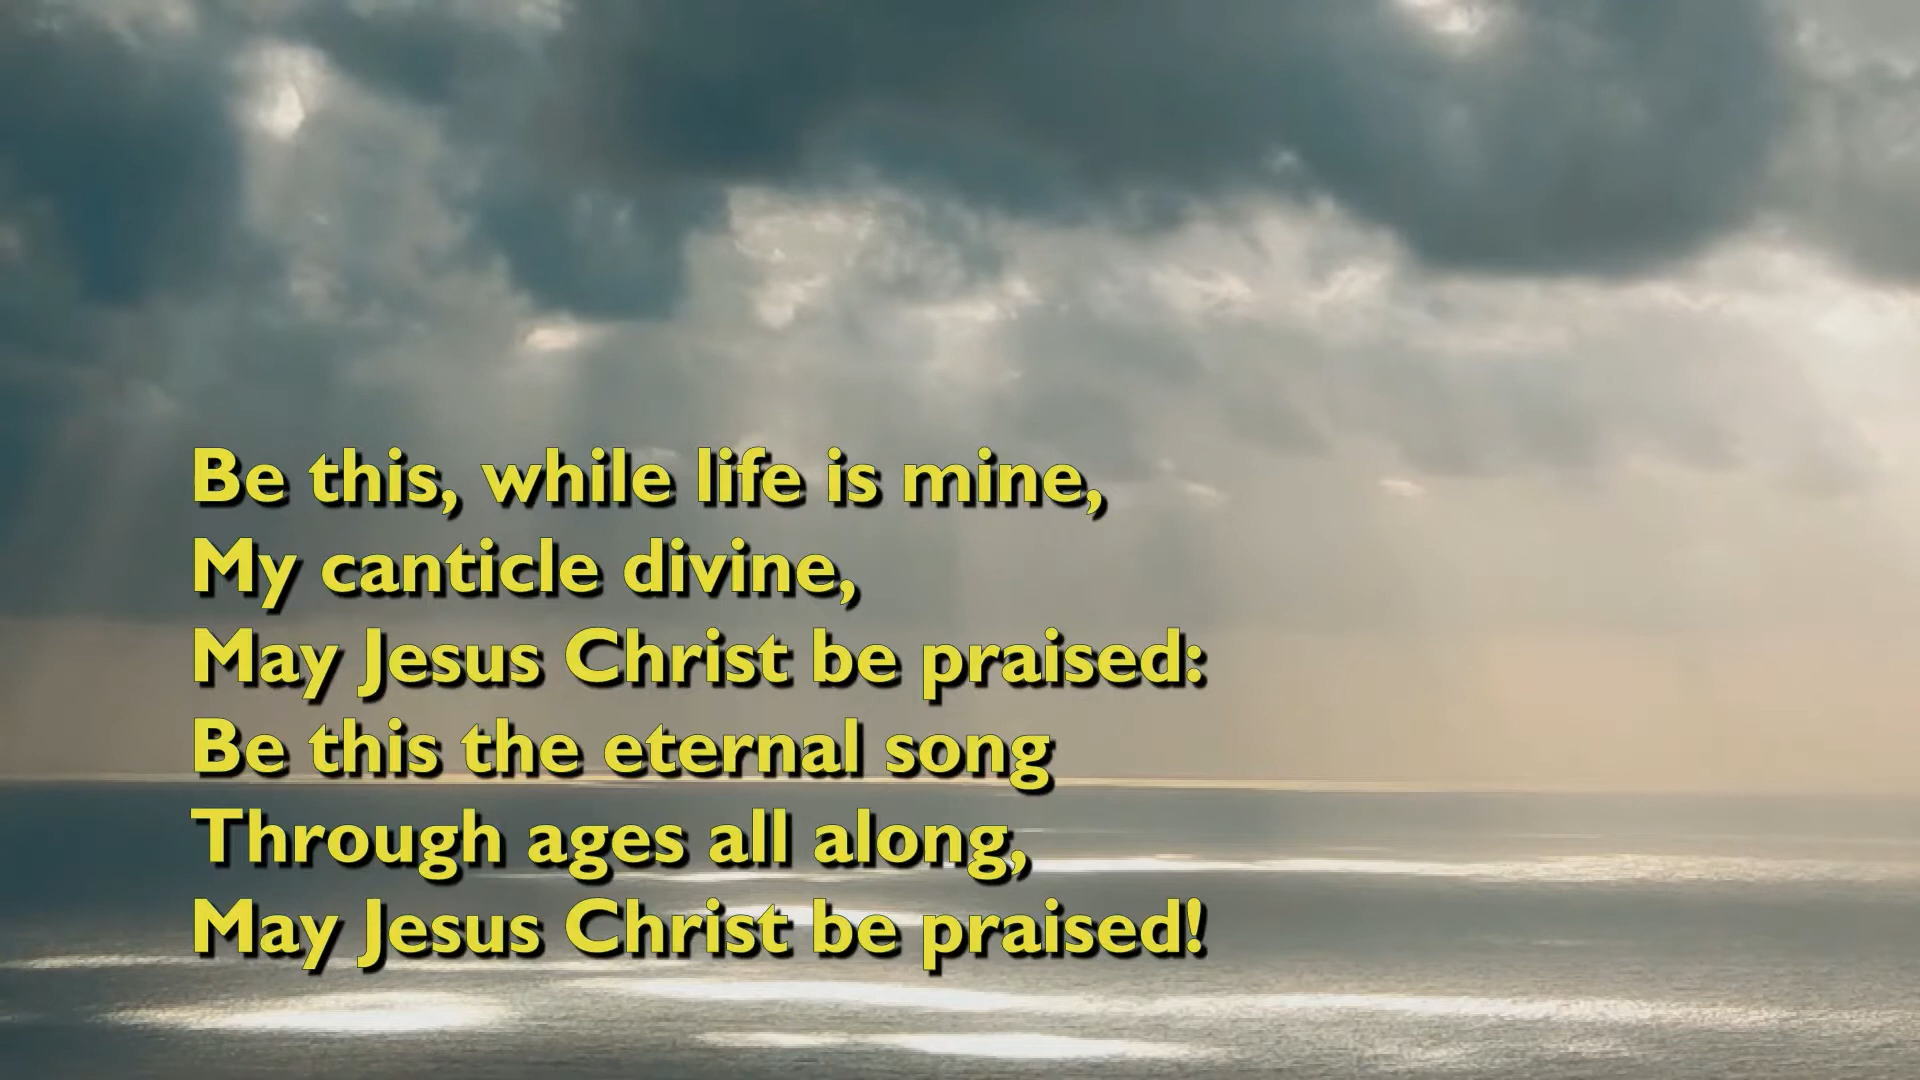 Be this, while life is mine,
My canticle divine,
May Jesus Christ be praised:
Be this the eternal song
Through ages all along,
May Jesus Christ be praised!